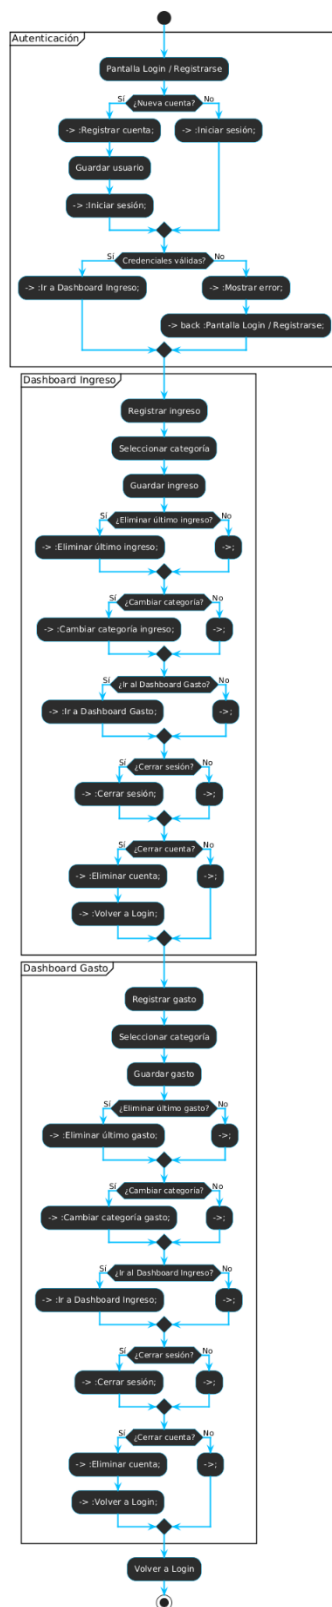 Autenticación
Pantalla Login / Registrarse
Sí ¿Nueva cuenta? No
-> :Registrar cuenta; -> :Iniciar sesión;
Guardar usuario
-> :Iniciar sesión;
Sí Credenciales válidas? No
-> :Ir a Dashboard Ingreso; -> :Mostrar error;
-> back :Pantalla Login / Registrarse;
Dashboard Ingreso
Registrar ingreso
Seleccionar categoría
Guardar ingreso
Sí ¿Eliminar último ingreso? No
-> :Eliminar último ingreso; ->;
Sí ¿Cambiar categoría? No
-> :Cambiar categoría ingreso; ->;
Sí ¿Ir al Dashboard Gasto? No
-> :Ir a Dashboard Gasto; ->;
Sí ¿Cerrar sesión? No
-> :Cerrar sesión; ->;
Sí ¿Cerrar cuenta? No
-> :Eliminar cuenta; ->;
-> :Volver a Login;
Dashboard Gasto
Registrar gasto
Seleccionar categoría
Guardar gasto
Sí ¿Eliminar último gasto? No
-> :Eliminar último gasto; ->;
Sí ¿Cambiar categoría? No
-> :Cambiar categoría gasto; ->;
Sí ¿Ir al Dashboard Ingreso? No
-> :Ir a Dashboard Ingreso; ->;
Sí ¿Cerrar sesión? No
-> :Cerrar sesión; ->;
Sí ¿Cerrar cuenta? No
-> :Eliminar cuenta; ->;
-> :Volver a Login;
Volver a Login